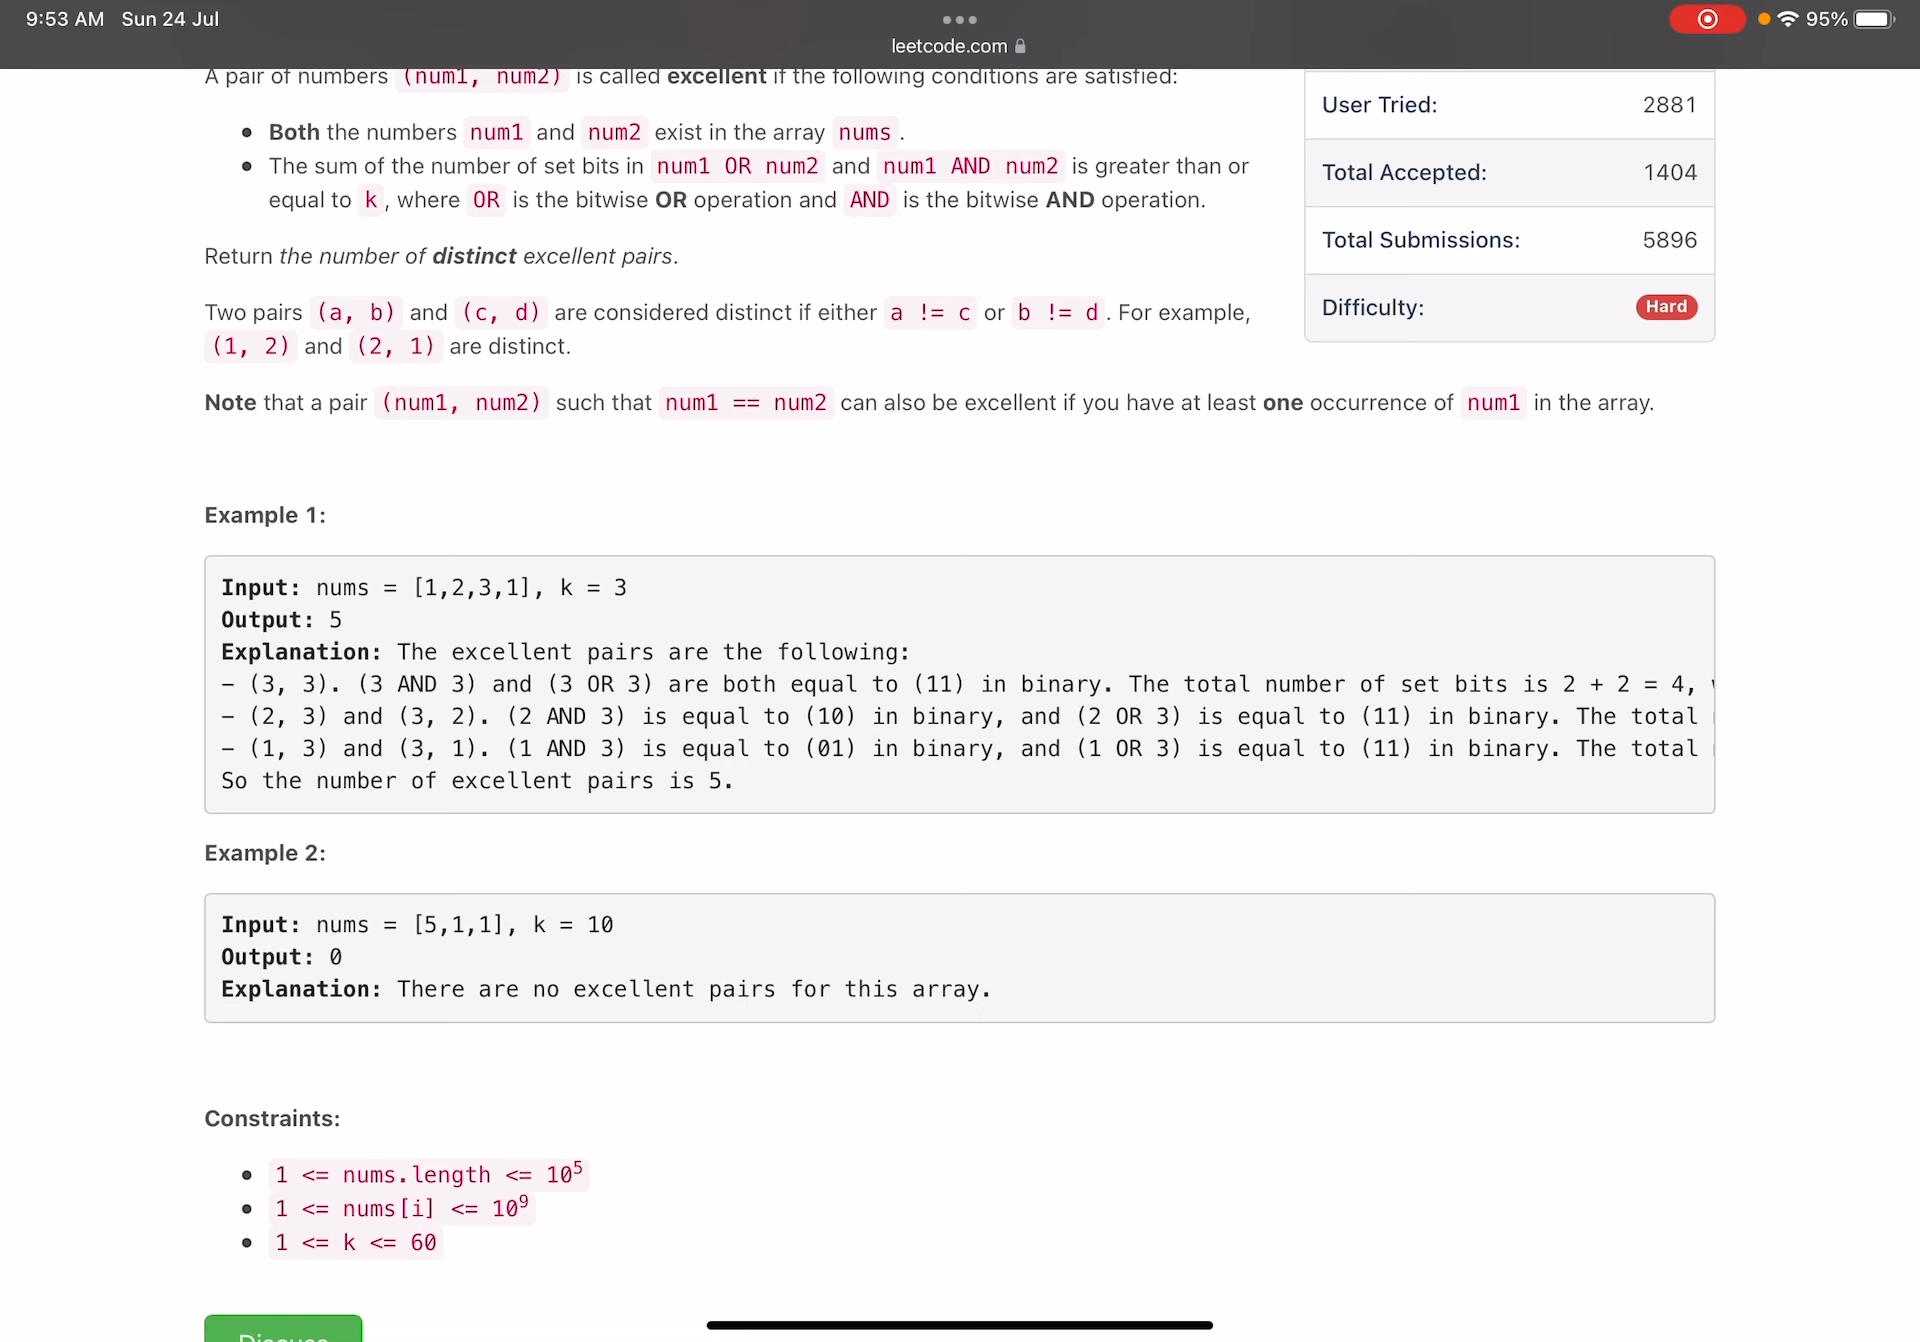 9:53 AM Sun 24 Jul
95%
leetcode.com
A pair of numbers (num1, num2) is called excellent if the following conditions are satisfied:
• Both the numbers num1 and num2 exist in the array nums .
• The sum of the number of set bits in num1 OR num2 and num1 AND num2 is greater than or
equal to k , where OR is the bitwise OR operation and AND is the bitwise AND operation.
Return the number of distinct excellent pairs.
Two pairs (a, b) and (c, d) are considered distinct if either a != c or b != d . For example,
(1, 2) and (2, 1) are distinct.
Note that a pair (num1, num2) such that num1 == num2 can also be excellent if you have at least one occurrence of num1 in the array.
User Tried: 2881
Total Accepted: 1404
Total Submissions: 5896
Difficulty: Hard
Example 1:
Input: nums = [1,2,3,1], k = 3
Output: 5
Explanation: The excellent pairs are the following:
- (3, 3). (3 AND 3) and (3 OR 3) are both equal to (11) in binary. The total number of set bits is 2 + 2 = 4,
- (2, 3) and (3, 2). (2 AND 3) is equal to (10) in binary, and (2 OR 3) is equal to (11) in binary. The total
- (1, 3) and (3, 1). (1 AND 3) is equal to (01) in binary, and (1 OR 3) is equal to (11) in binary. The total
So the number of excellent pairs is 5.
Example 2:
Input: nums = [5,1,1], k = 10
Output: 0
Explanation: There are no excellent pairs for this array.
Constraints:
• 1 <= nums.length <= 10⁵
• 1 <= nums[i] <= 10⁹
• 1 <= k <= 60
Discuss